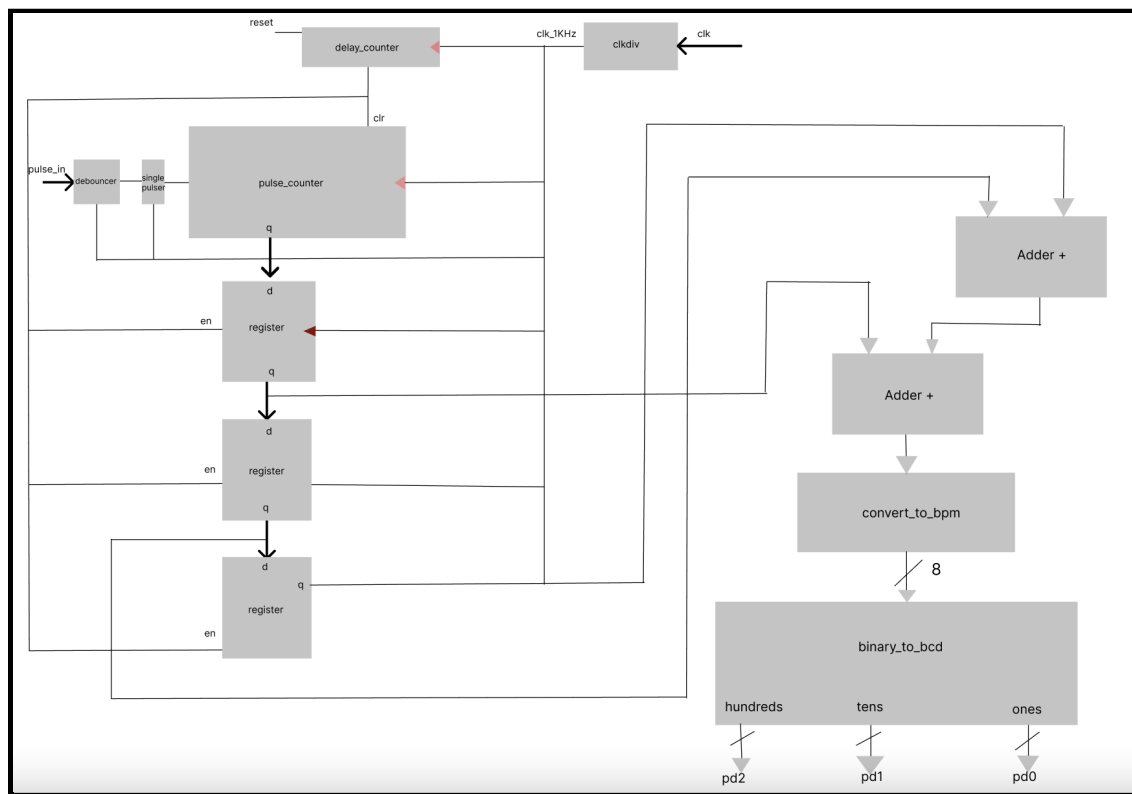 reset
delay_counter
clk_1KHz
clkdiv
clk
clr
pulse_in
debouncer
single
pulser
pulse_counter
q
d
en
register
q
d
en
register
q
d
q
register
en
Adder +
Adder +
convert_to_bpm
8
binary_to_bcd
hundreds
tens
ones
pd2
pd1
pd0